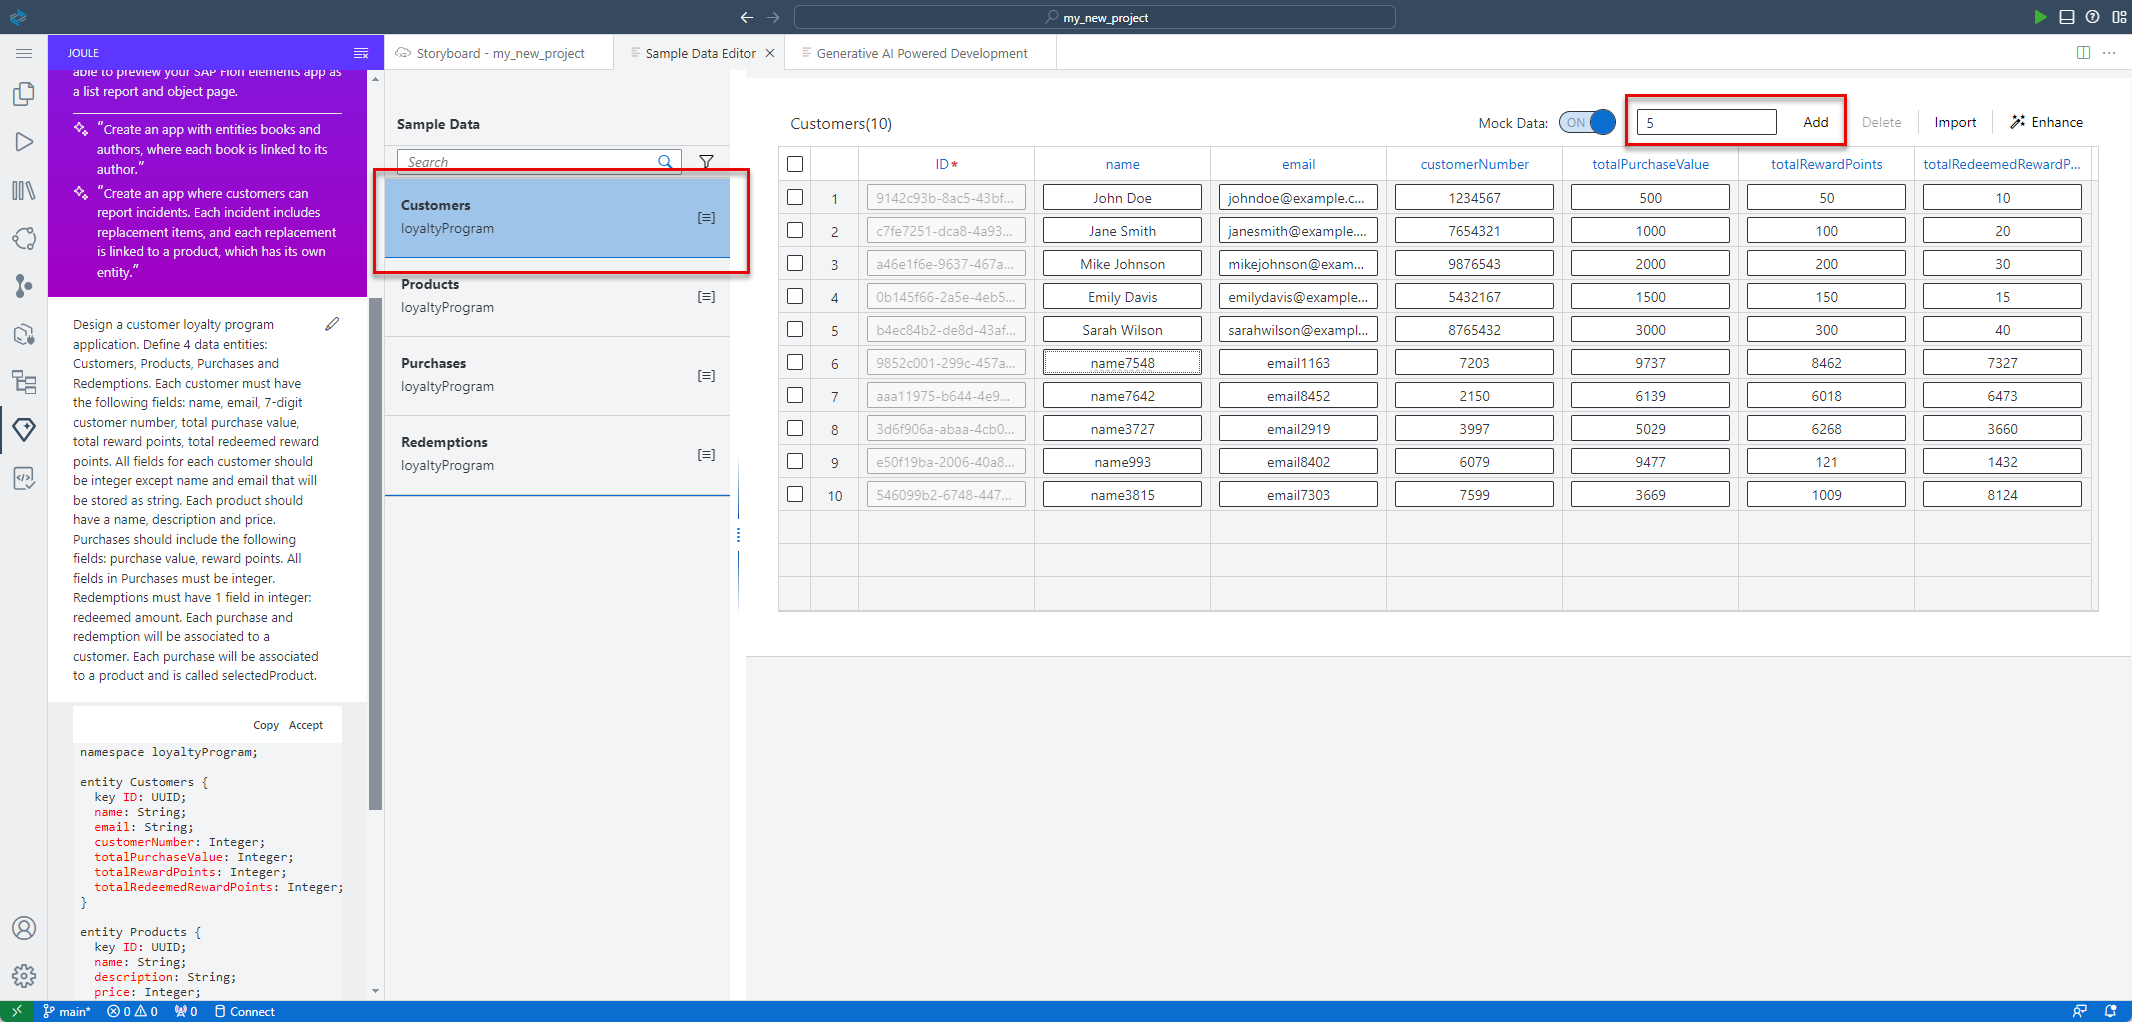 my_new_project
JOULE
Storyboard - my_new_project
Sample Data Editor
Generative AI Powered Development
able to preview your SAP Fiori elements app as
a list report and object page.
"Create an app with entities books and
authors, where each book is linked to its
author."
"Create an app where customers can
report incidents. Each incident includes
replacement items, and each replacement
is linked to a product, which has its own
entity."
Design a customer loyalty program
application. Define 4 data entities:
Customers, Products, Purchases and
Redemptions. Each customer must have
the following fields: name, email, 7-digit
customer number, total purchase value,
total reward points, total redeemed reward
points. All fields for each customer should
be integer except name and email that will
be stored as string. Each product should
have a name, description and price.
Purchases should include the following
fields: purchase value, reward points. All
fields in Purchases must be integer.
Redemptions must have 1 field in integer:
redeemed amount. Each purchase and
redemption will be associated to a
customer. Each purchase will be associated
to a product and is called selectedProduct.
Copy Accept
namespace loyaltyProgram;
entity Customers {
key ID: UUID;
name: String;
email: String;
customerNumber: Integer;
totalPurchaseValue: Integer;
totalRewardPoints: Integer;
totalRedeemedRewardPoints: Integer;
}
entity Products {
key ID: UUID;
name: String;
description: String;
price: Integer;
Sample Data
Search
Customers
loyaltyProgram
Products
loyaltyProgram
Purchases
loyaltyProgram
Redemptions
loyaltyProgram
Customers(10)
Mock Data: ON 5 Add Delete Import Enhance
ID* name email customerNumber totalPurchaseValue totalRewardPoints totalRedeemedRewardP...
1 9142c93b-8ac5-43bf... John Doe johndoe@example.c... 1234567 500 50 10
2 c7fe7251-dca8-4a93... Jane Smith janesmith@example.... 7654321 1000 100 20
3 a46e1f6e-9637-467a... Mike Johnson mikejohnson@exam... 9876543 2000 200 30
4 0b145f66-2a5e-4eb5... Emily Davis emilydavis@example... 5432167 1500 150 15
5 b4ec84b2-de8d-43af... Sarah Wilson sarahwilson@exampl... 8765432 3000 300 40
6 9852c001-299c-457a... name7548 email1163 7203 9737 8462 7327
7 aaa11975-b644-4e9... name7642 email8452 2150 6139 6018 6473
8 3d6f906a-abaa-4cb0... name3727 email2919 3997 5029 6268 3660
9 e50f19ba-2006-40a8... name993 email8402 6079 9477 121 1432
10 546099b2-6748-447... name3815 email7303 7599 3669 1009 8124
main* 0 0 0 Connect